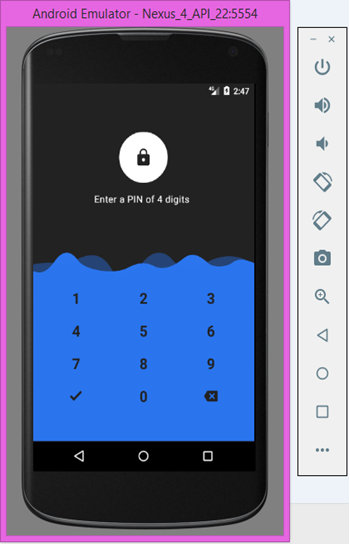 Android Emulator - Nexus_4_API_22:5554
4G 2:47
Enter a PIN of 4 digits
1 2 3
4 5 6
7 8 9
0